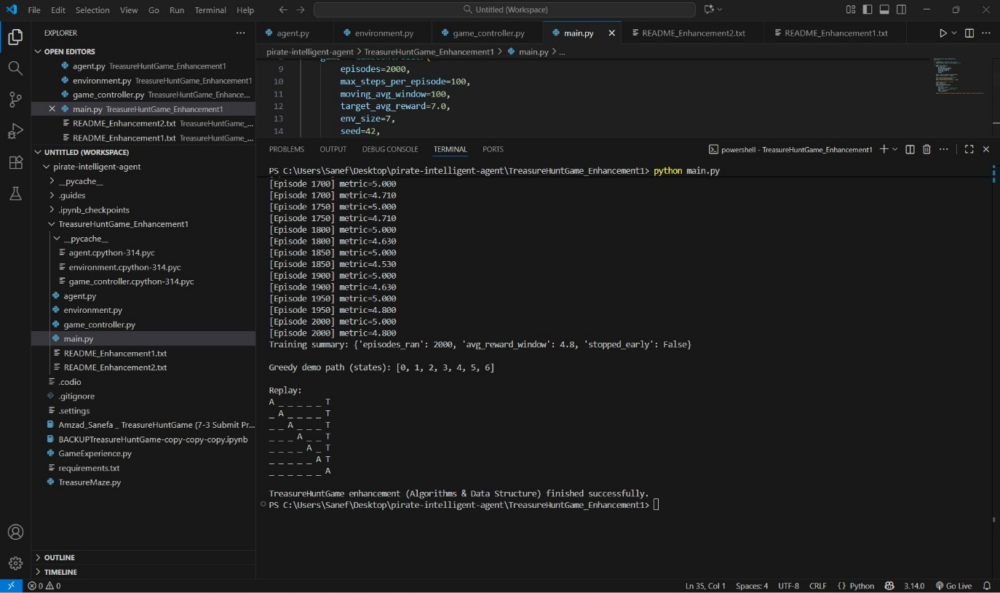 File Edit Selection View Go Run Terminal Help
Untitled (Workspace)
EXPLORER
OPEN EDITORS
agent.py TreasureHuntGame_Enhancement1
environment.py TreasureHuntGame_Enhancement1
game_controller.py TreasureHuntGame_Enhance...
main.py TreasureHuntGame_Enhancement1
README_Enhancement2.txt TreasureHuntGame_...
README_Enhancement1.txt TreasureHuntGame_...
UNTITLED (WORKSPACE)
pirate-intelligent-agent
__pycache__
.guides
.ipynb_checkpoints
TreasureHuntGame_Enhancement1
__pycache__
agent.cpython-314.pyc
environment.cpython-314.pyc
game_controller.cpython-314.pyc
agent.py
environment.py
game_controller.py
main.py
README_Enhancement1.txt
README_Enhancement2.txt
.codio
.gitignore
.settings
Amzad_Sanefa _ TreasureHuntGame (7-3 Submit Pr...
BACKUPTreasureHuntGame-copy-copy-copy.ipynb
GameExperience.py
requirements.txt
TreasureMaze.py
OUTLINE
TIMELINE
agent.py environment.py game_controller.py main.py README_Enhancement2.txt README_Enhancement1.txt
pirate-intelligent-agent > TreasureHuntGame_Enhancement1 > main.py > ...
9 episodes=2000,
10 max_steps_per_episode=100,
11 moving_avg_window=100,
12 target_avg_reward=7.0,
13 env_size=7,
14 seed=42,
PROBLEMS OUTPUT DEBUG CONSOLE TERMINAL PORTS
powershell - TreasureHuntGame_Enhancement1
PS C:\Users\Sanef\Desktop\pirate-intelligent-agent\TreasureHuntGame_Enhancement1> python main.py
[Episode 1700] metric=5.000
[Episode 1700] metric=4.710
[Episode 1750] metric=5.000
[Episode 1750] metric=4.710
[Episode 1800] metric=5.000
[Episode 1800] metric=4.630
[Episode 1850] metric=5.000
[Episode 1850] metric=4.530
[Episode 1900] metric=5.000
[Episode 1900] metric=4.630
[Episode 1950] metric=5.000
[Episode 1950] metric=4.800
[Episode 2000] metric=5.000
[Episode 2000] metric=4.800
Training summary: {'episodes_ran': 2000, 'avg_reward_window': 4.8, 'stopped_early': False}
Greedy demo path (states): [0, 1, 2, 3, 4, 5, 6]
Replay:
A _ _ _ _ _ T
_ A _ _ _ _ T
_ _ A _ _ _ T
_ _ _ A _ _ T
_ _ _ _ A _ T
_ _ _ _ _ A T
_ _ _ _ _ _ A
TreasureHuntGame enhancement (Algorithms & Data Structure) finished successfully.
PS C:\Users\Sanef\Desktop\pirate-intelligent-agent\TreasureHuntGame_Enhancement1>
0 0 Ln 35, Col 1 Spaces: 4 UTF-8 CRLF {} Python 3.14.0 Go Live